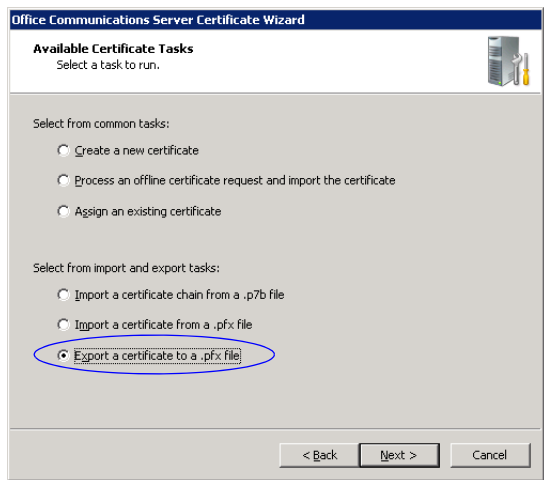 Office Communications Server Certificate Wizard
Available Certificate Tasks
Select a task to run.
Select from common tasks:
Create a new certificate
Process an offline certificate request and import the certificate
Assign an existing certificate
Select from import and export tasks:
Import a certificate chain from a .p7b file
Import a certificate from a .pfx file
Export a certificate to a .pfx file
< Back Next > Cancel